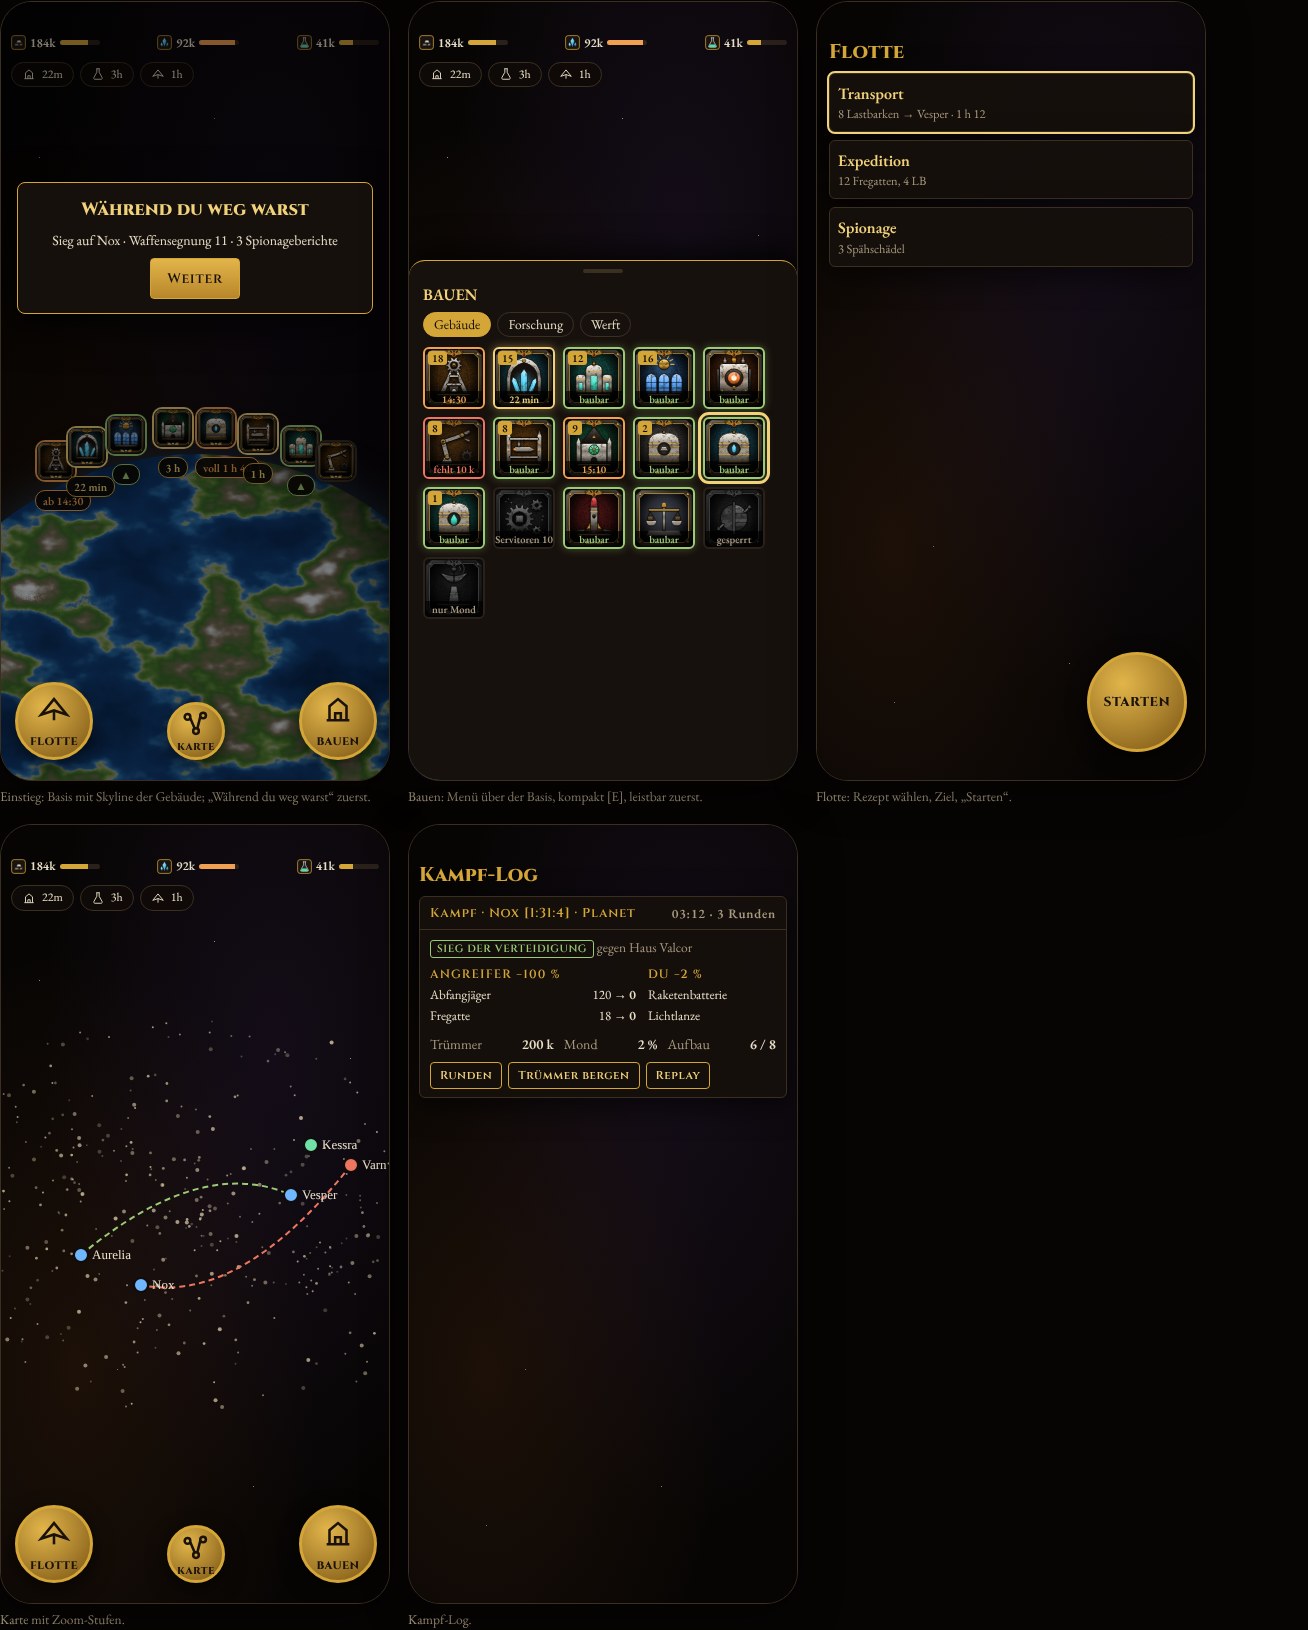 184k 92k 41k
22m 3h 1h
Während du weg warst
Sieg auf Nox · Waffensegnung 11 · 3 Spionageberichte
Weiter
3 h
voll 1 h
1 h
22 min
ab 14:30
FLOTTE
KARTE
BAUEN
Einstieg: Basis mit Skyline der Gebäude; „Während du weg warst“ zuerst.
184k 92k 41k
22m 3h 1h
BAUEN
Gebäude Forschung Werft
18 15 12 16
14:30 22 min baubar baubar baubar
8 8 9 2
fehlt 10 k baubar 15:10 baubar baubar
1
baubar Servitoren 10 baubar baubar gesperrt
nur Mond
Bauen: Menü über der Basis, kompakt [E], leistbar zuerst.
Flotte
Transport
8 Lastbarken → Vesper · 1 h 12
Expedition
12 Fregatten, 4 LB
Spionage
3 Spähschädel
STARTEN
Flotte: Rezept wählen, Ziel, „Starten“.
184k 92k 41k
22m 3h 1h
Kessra
Varn
Vesper
Aurelia
Nox
FLOTTE
KARTE
BAUEN
Karte mit Zoom-Stufen.
Kampf-Log
Kampf · Nox [1:31:4] · Planet 03:12 · 3 Runden
SIEG DER VERTEIDIGUNG gegen Haus Valcor
ANGREIFER −100 % DU −2 %
Abfangjäger 120 → 0 Raketenbatterie
Fregatte 18 → 0 Lichtlanze
Trümmer 200 k Mond 2 % Aufbau 6 / 8
Runden Trümmer bergen Replay
Kampf-Log.